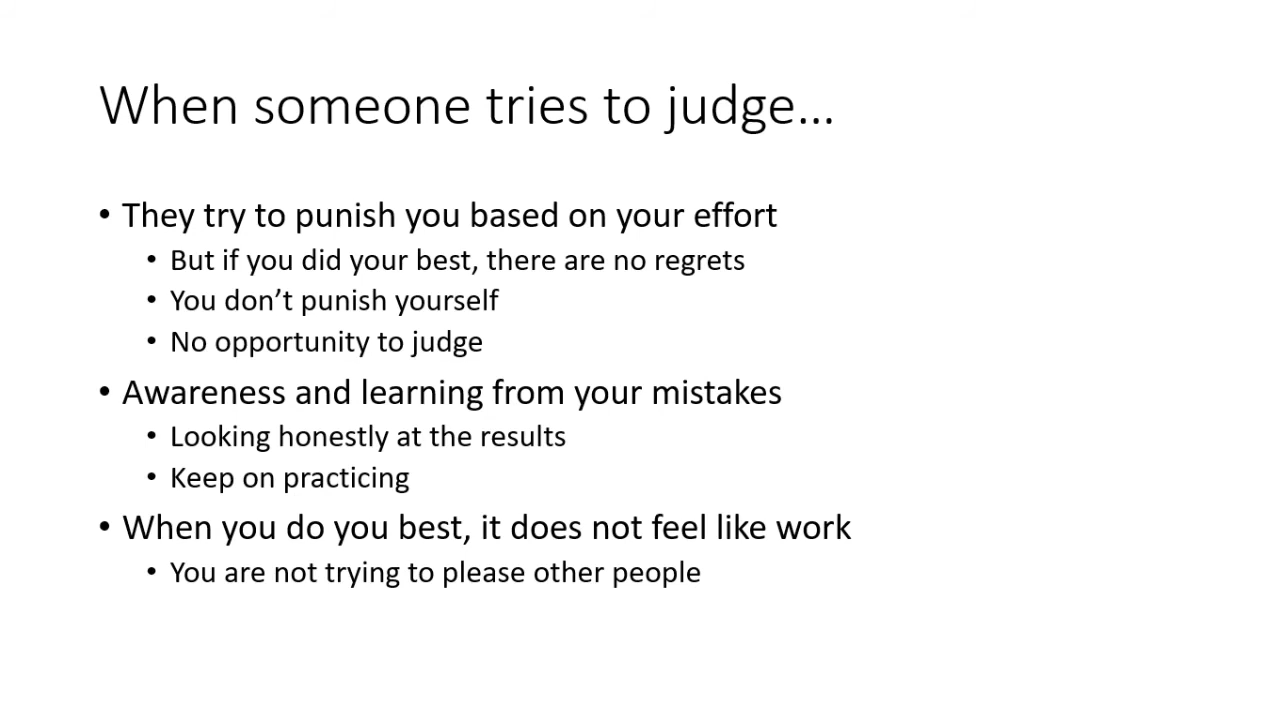 When someone tries to judge...
• They try to punish you based on your effort
• But if you did your best, there are no regrets
• You don’t punish yourself
• No opportunity to judge
• Awareness and learning from your mistakes
• Looking honestly at the results
• Keep on practicing
• When you do you best, it does not feel like work
• You are not trying to please other people